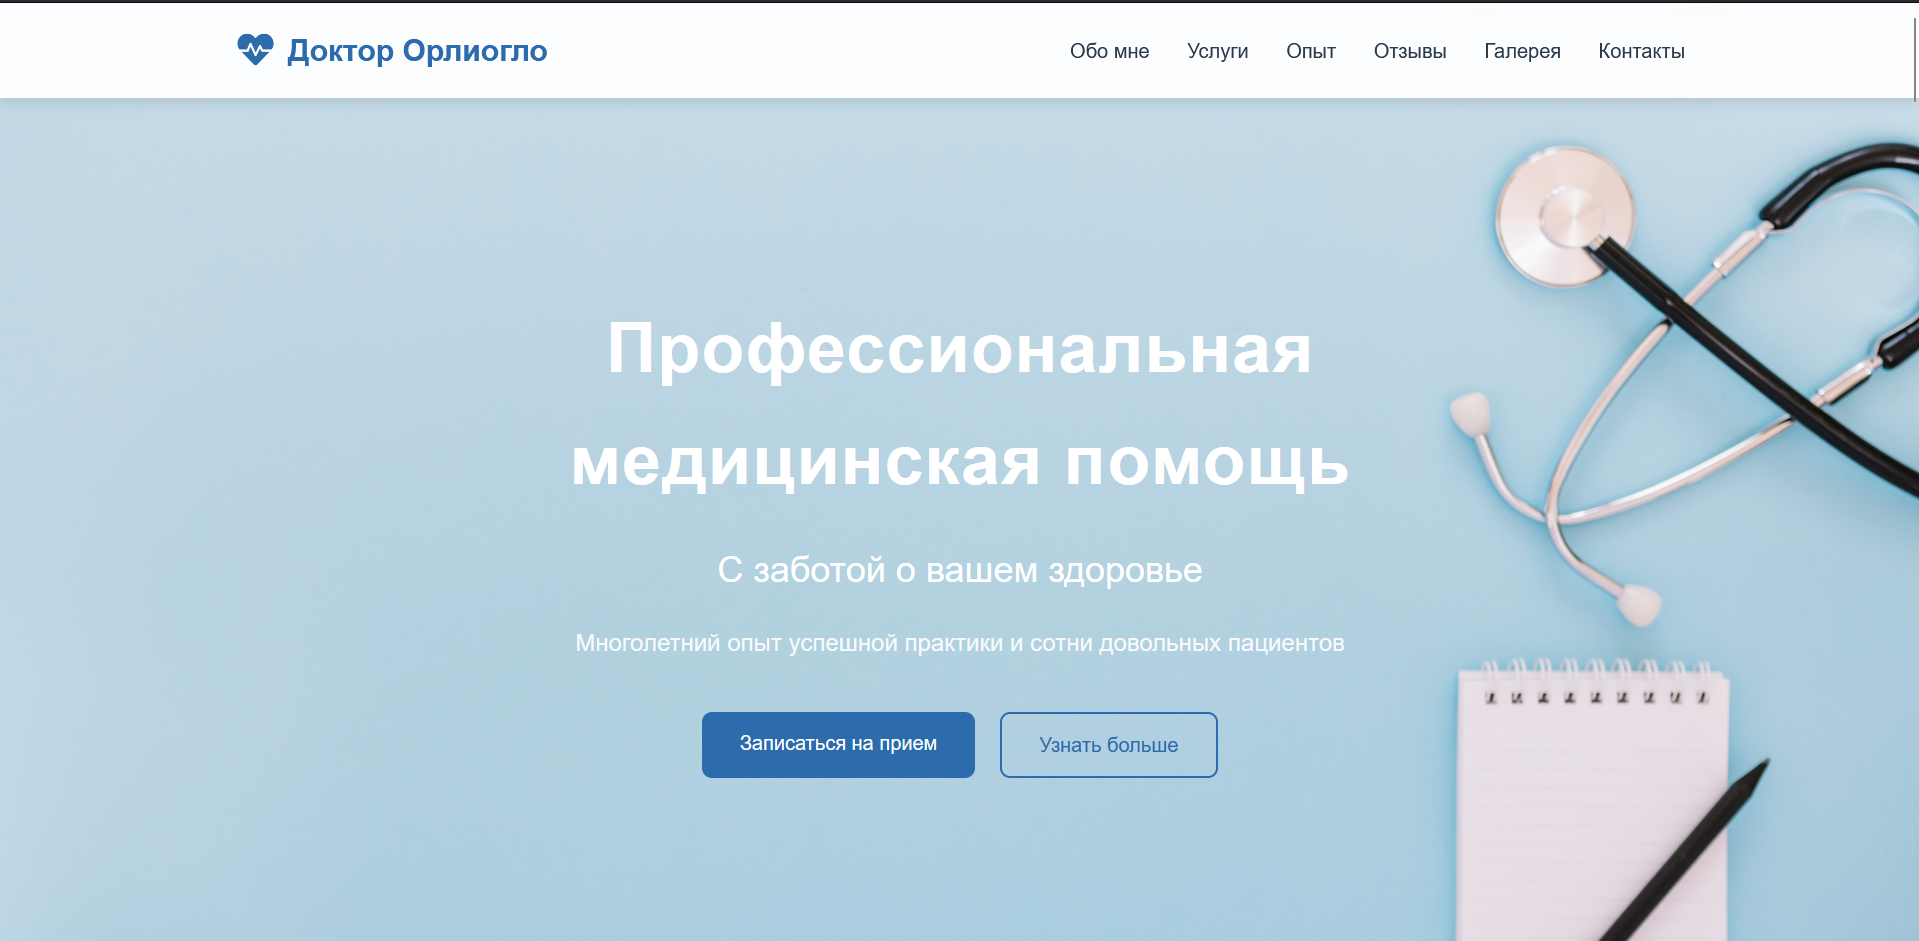 Доктор Орлиогло
Обо мне Услуги Опыт Отзывы Галерея Контакты
Профессиональная
медицинская помощь
С заботой о вашем здоровье
Многолетний опыт успешной практики и сотни довольных пациентов
Записаться на прием Узнать больше